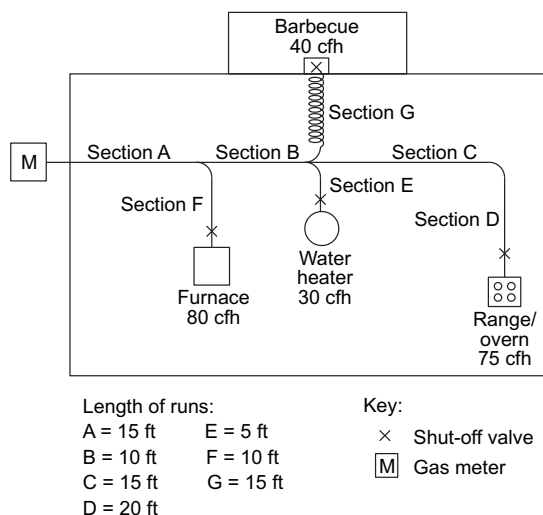 Barbecue
40 cfh
Section G
M
Section A
Section B
Section C
Section E
Section F
Section D
Water
heater
30 cfh
Furnace
80 cfh
Range/
overn
75 cfh
Length of runs:
A = 15 ft E = 5 ft
B = 10 ft F = 10 ft
C = 15 ft G = 15 ft
D = 20 ft
Key:
× Shut-off valve
M Gas meter